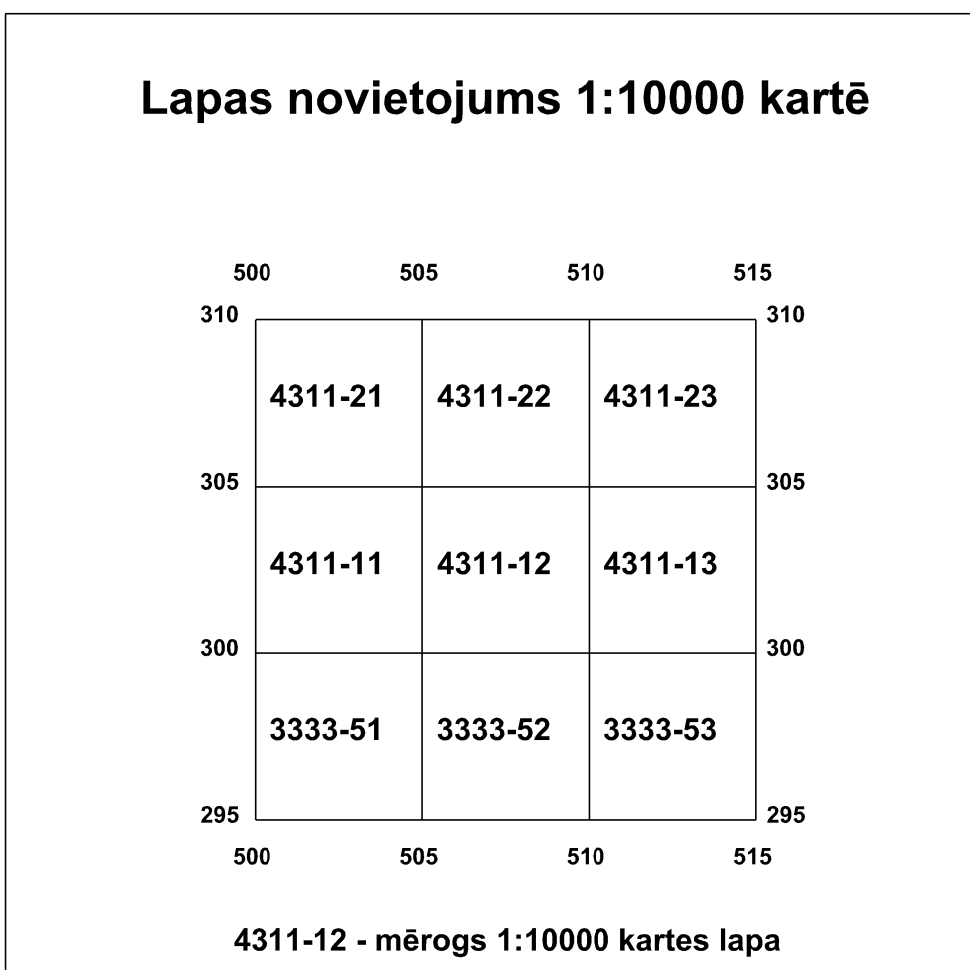 Lapas novietojums 1:10000 kartē
500 505 510 515
310 310
4311-21 4311-22 4311-23
305 305
4311-11 4311-12 4311-13
300 300
3333-51 3333-52 3333-53
295 295
500 505 510 515
4311-12 - mērogs 1:10000 kartes lapa